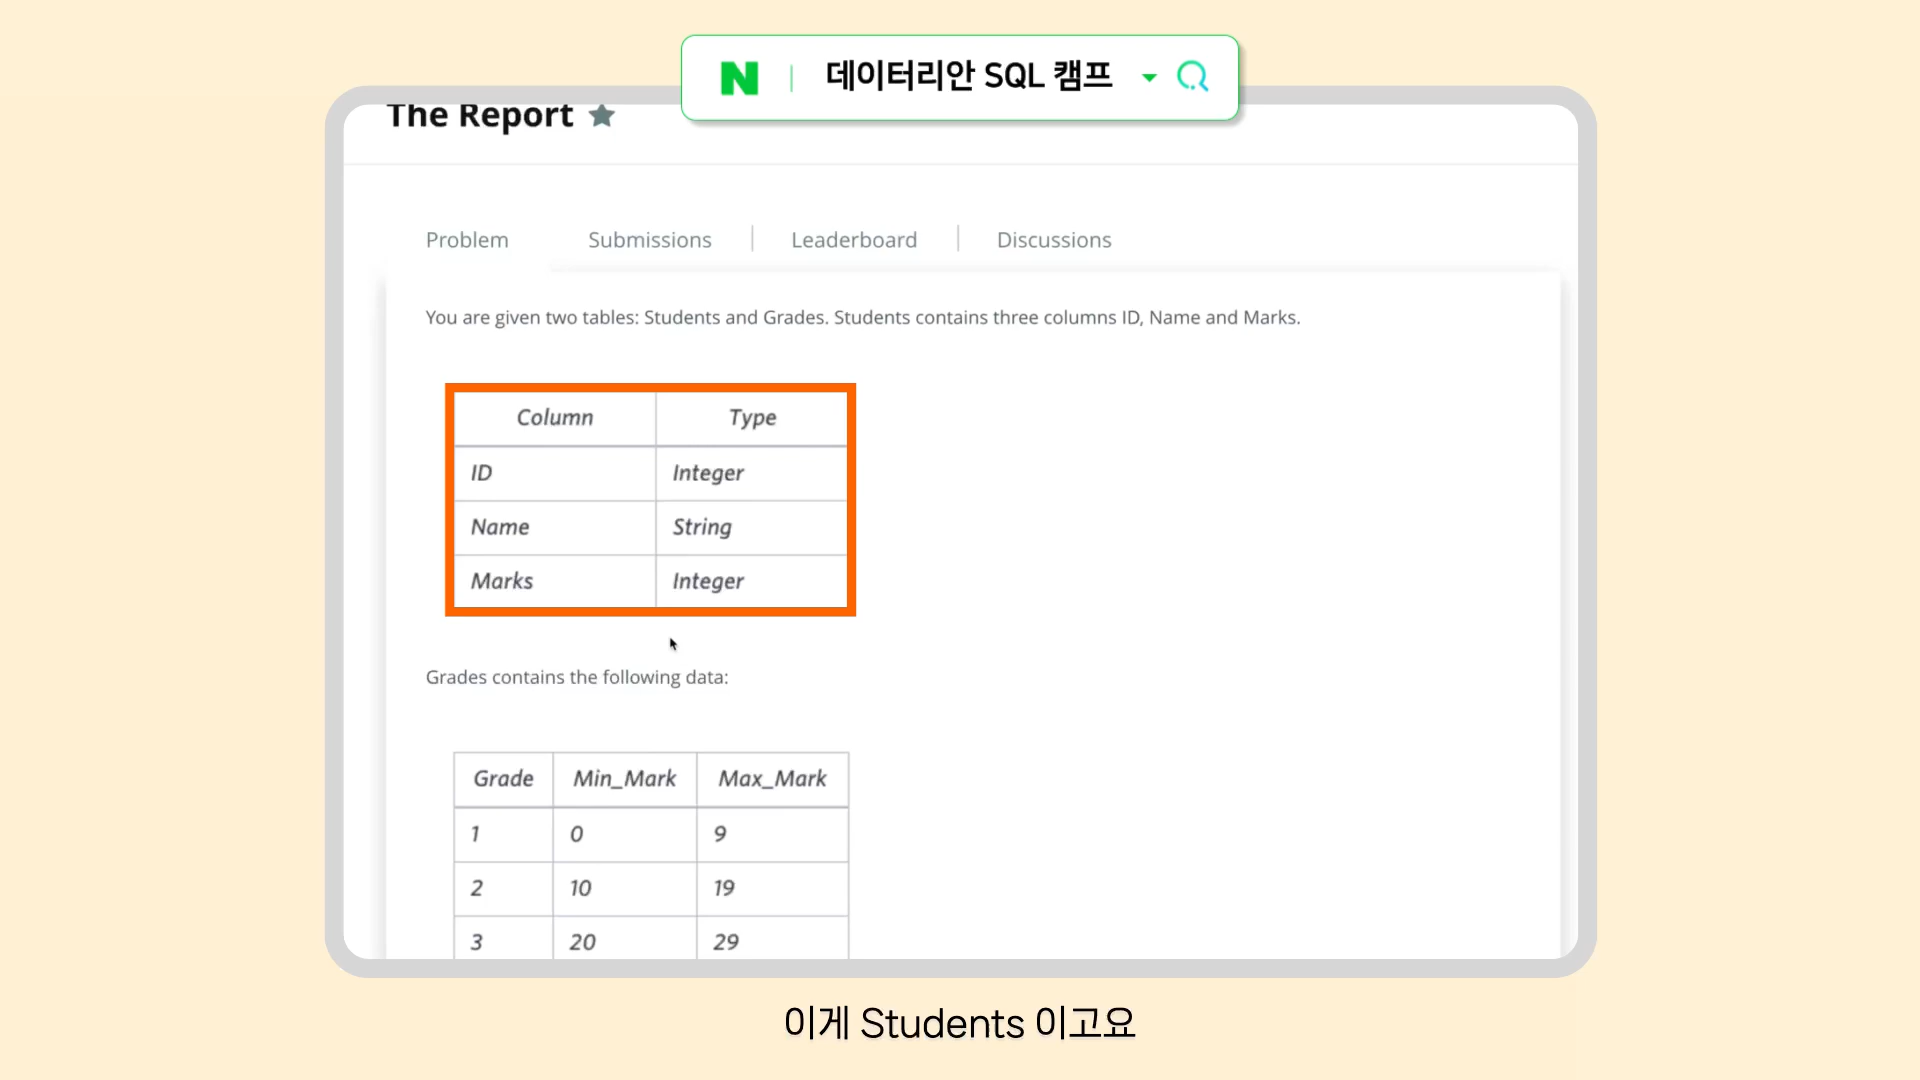 N | 데이터리안 SQL 캠프
The Report
Problem Submissions Leaderboard Discussions
You are given two tables: Students and Grades. Students contains three columns ID, Name and Marks.
Column Type
ID Integer
Name String
Marks Integer
Grades contains the following data:
Grade Min_Mark Max_Mark
1 0 9
2 10 19
3 20 29
이게 Students 이고요